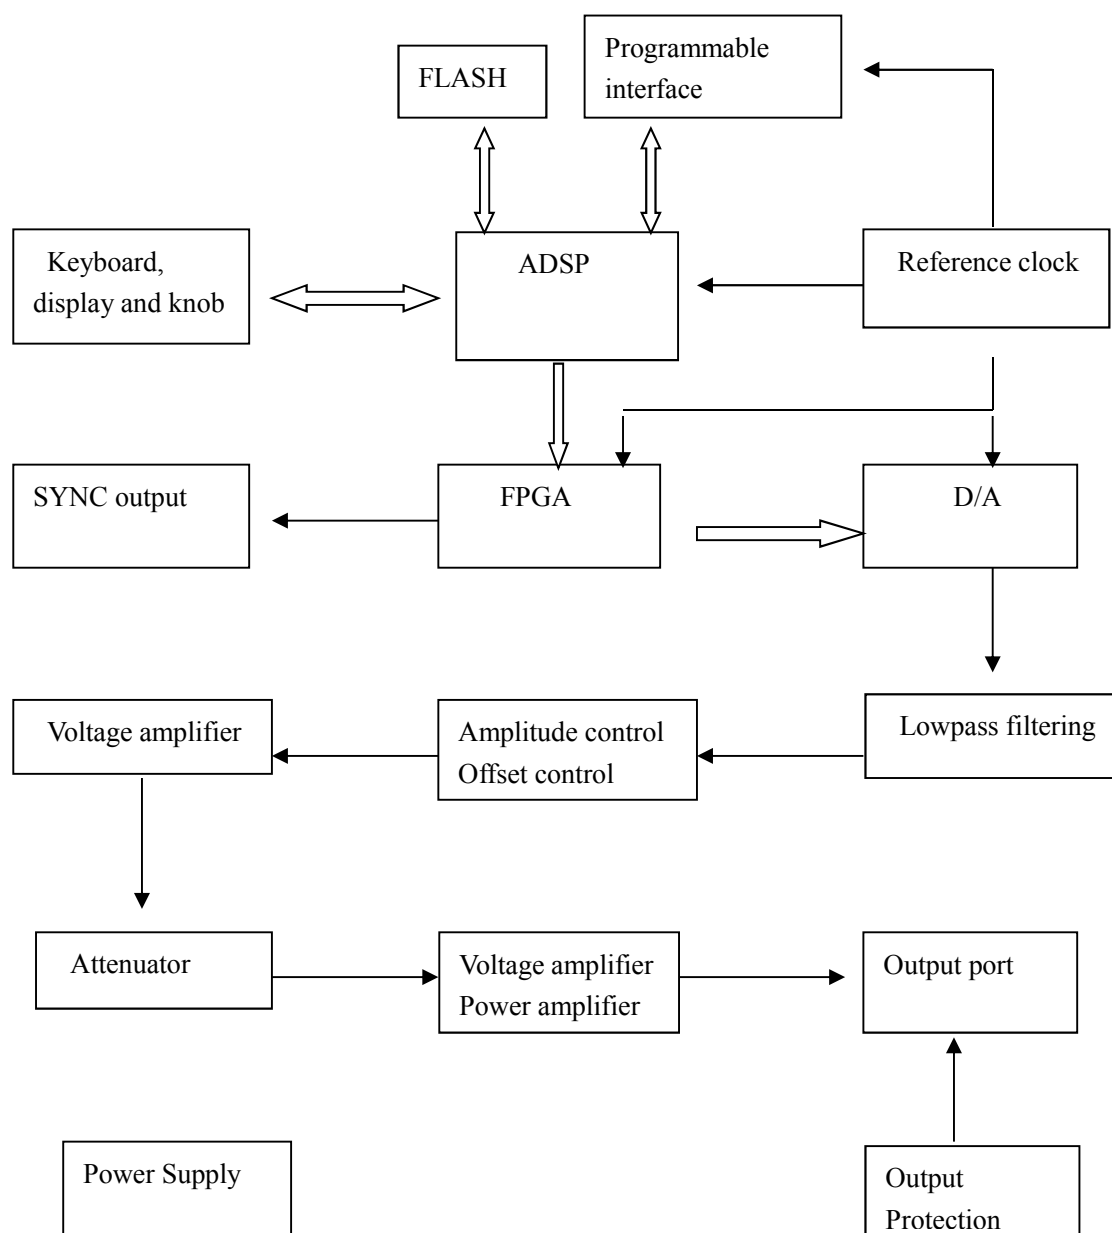 Programmable
interface
FLASH
Keyboard,
display and knob
ADSP
Reference clock
SYNC output
FPGA
D/A
Voltage amplifier
Amplitude control
Offset control
Lowpass filtering
Attenuator
Voltage amplifier
Power amplifier
Output port
Power Supply
Output
Protection